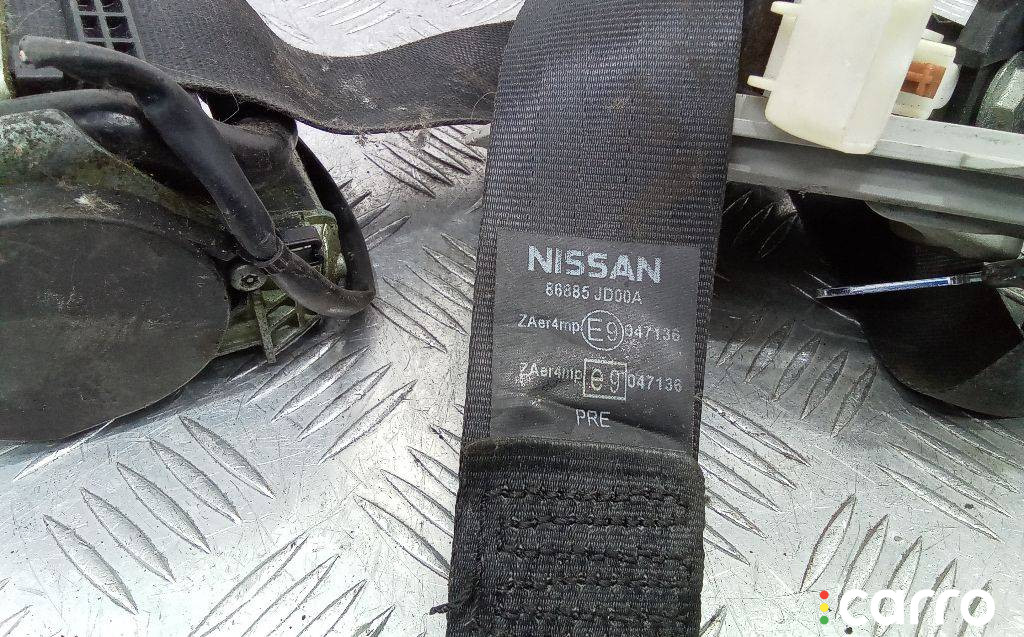 NISSAN
86885 JD00A
ZAer4mp E9 047136
ZAer4mp e9 047136
PRE
carro